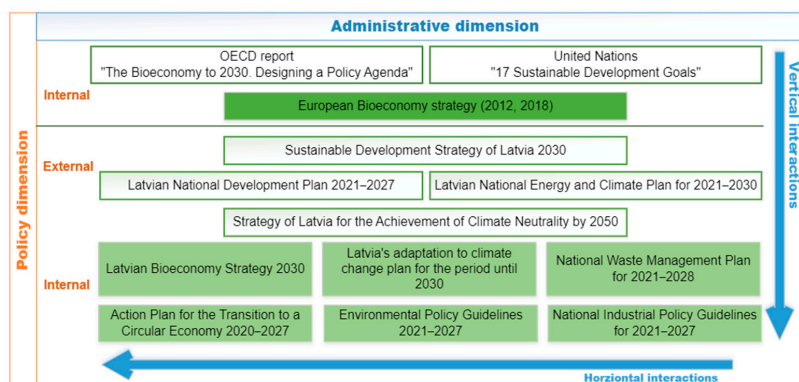 Administrative dimension
Policy dimension
Vertical interactions
OECD report
"The Bioeconomy to 2030. Designing a Policy Agenda"
United Nations
"17 Sustainable Development Goals"
Internal
European Bioeconomy strategy (2012, 2018)
External
Sustainable Development Strategy of Latvia 2030
Latvian National Development Plan 2021–2027
Latvian National Energy and Climate Plan for 2021–2030
Strategy of Latvia for the Achievement of Climate Neutrality by 2050
Internal
Latvian Bioeconomy Strategy 2030
Latvia's adaptation to climate
change plan for the period until
2030
National Waste Management Plan
for 2021–2028
Action Plan for the Transition to a
Circular Economy 2020–2027
Environmental Policy Guidelines
2021–2027
National Industrial Policy Guidelines
for 2021–2027
Horziontal interactions